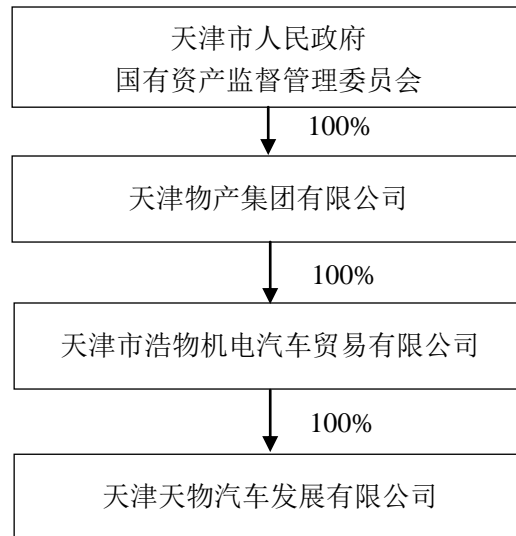 天津市人民政府
国有资产监督管理委员会
100%
天津物产集团有限公司
100%
天津市浩物机电汽车贸易有限公司
100%
天津天物汽车发展有限公司